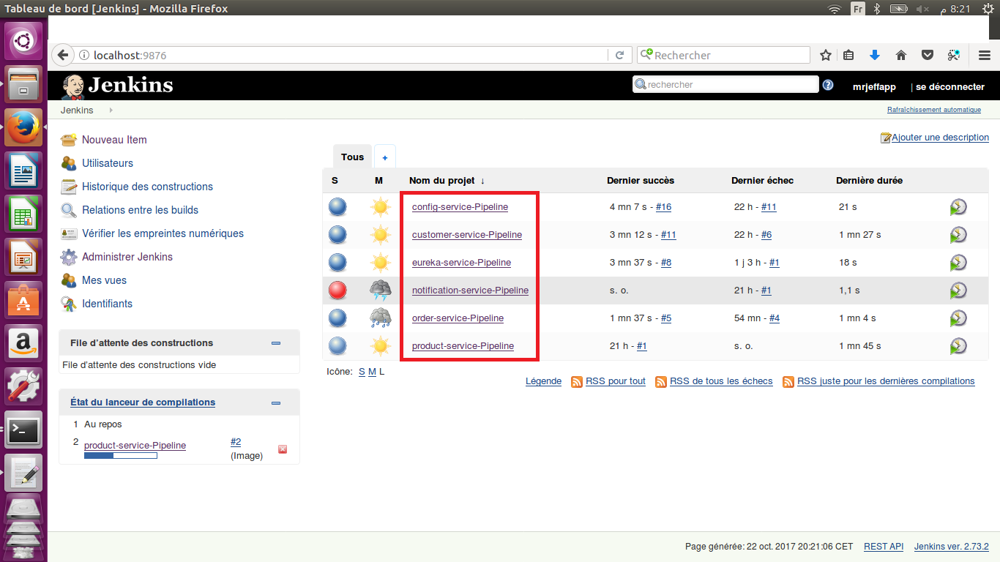 Tableau de bord [Jenkins] - Mozilla Firefox
Fr
8:21 م
localhost:9876
Rechercher
Jenkins
rechercher
mrjeffapp
| se déconnecter
Jenkins
Rafraîchissement automatique
Nouveau Item
Utilisateurs
Historique des constructions
Relations entre les builds
Vérifier les empreintes numériques
Administrer Jenkins
Mes vues
Identifiants
File d'attente des constructions
File d'attente des constructions vide
État du lanceur de compilations
1 Au repos
2 product-service-Pipeline #2
(Image)
Ajouter une description
Tous +
S M Nom du projet ↓ Dernier succès Dernier échec Dernière durée
config-service-Pipeline 4 mn 7 s - #16 22 h - #11 21 s
customer-service-Pipeline 3 mn 12 s - #11 22 h - #6 1 mn 27 s
eureka-service-Pipeline 3 mn 37 s - #8 1 j 3 h - #1 18 s
notification-service-Pipeline s. o. 21 h - #1 1,1 s
order-service-Pipeline 1 mn 37 s - #5 54 mn - #4 1 mn 4 s
product-service-Pipeline 21 h - #1 s. o. 1 mn 45 s
Icône: S M L
Légende RSS pour tout RSS de tous les échecs RSS juste pour les dernières compilations
Page générée: 22 oct. 2017 20:21:06 CET REST API Jenkins ver. 2.73.2